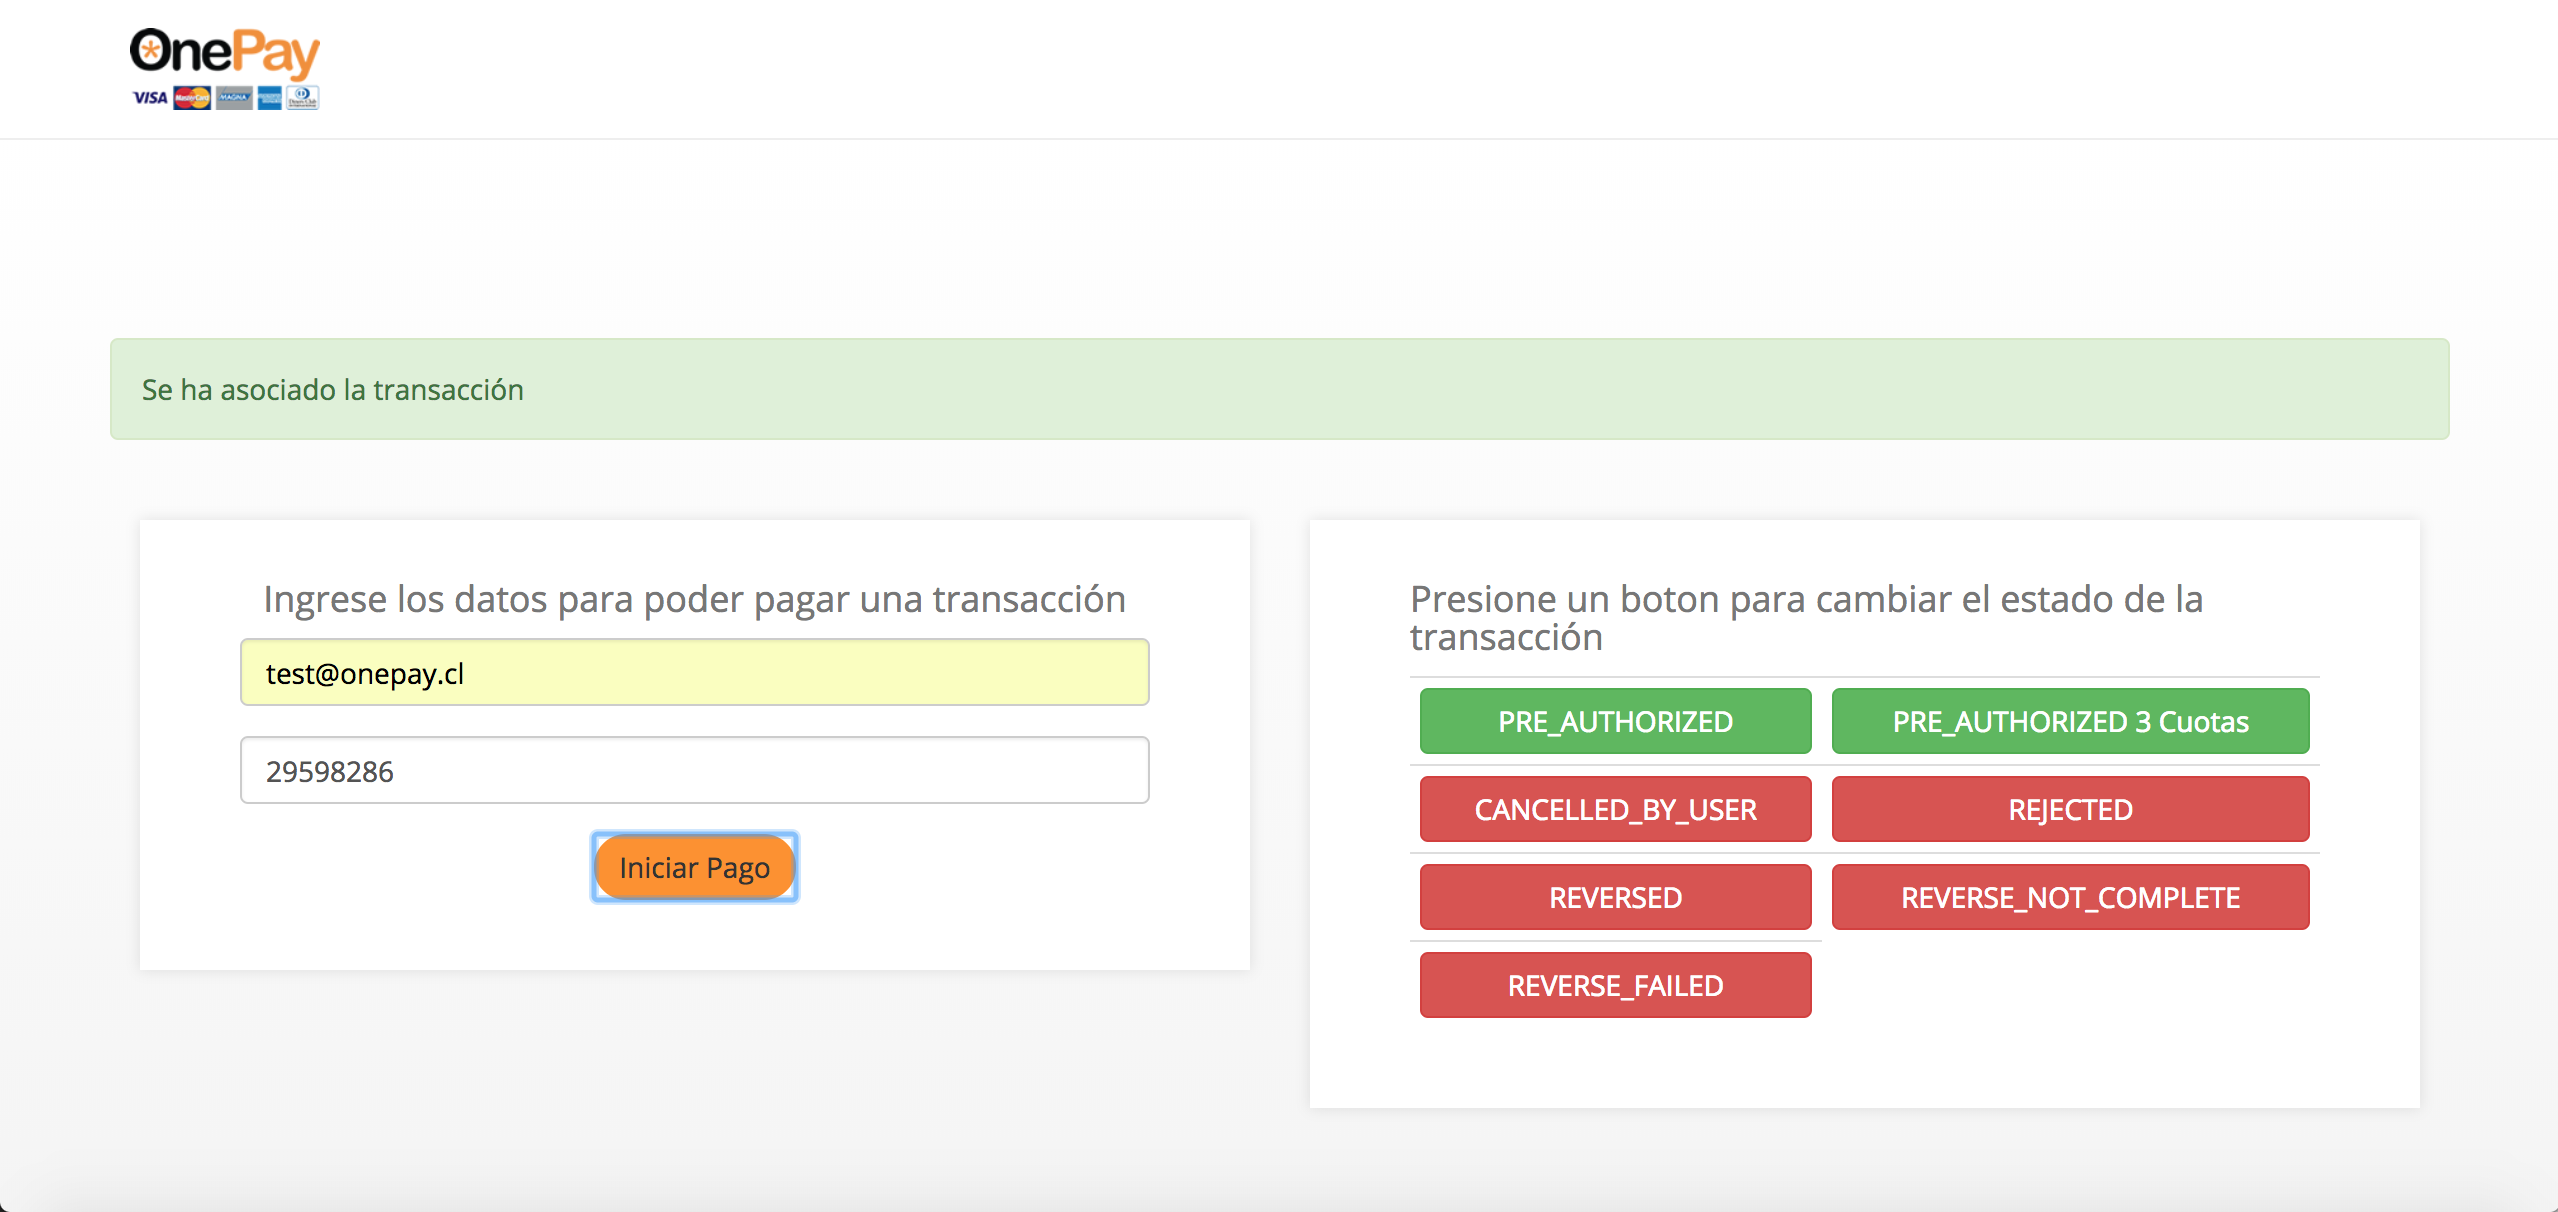 OnePay
VISA MasterCard MAGNA
Se ha asociado la transacción
Ingrese los datos para poder pagar una transacción
test@onepay.cl
29598286
Iniciar Pago
Presione un boton para cambiar el estado de la
transacción
PRE_AUTHORIZED PRE_AUTHORIZED 3 Cuotas
CANCELLED_BY_USER REJECTED
REVERSED REVERSE_NOT_COMPLETE
REVERSE_FAILED